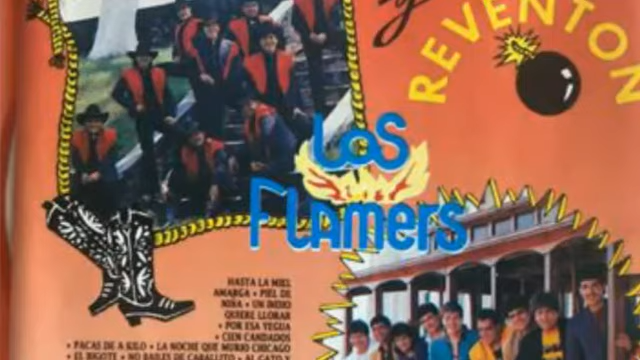 y
REVENTON
Los
Flamers
HASTA LA MIEL
AMARGA • PIEL DE
NIÑA • UN INDIO
QUIERE LLORAR
• POR ESA YEGUA
• CIEN CANDADOS
• PACAS DE A KILO • LA NOCHE QUE MURIO CHICAGO
• EL BIGOTE • NO BAILES DE CABALLITO • AL GATO Y